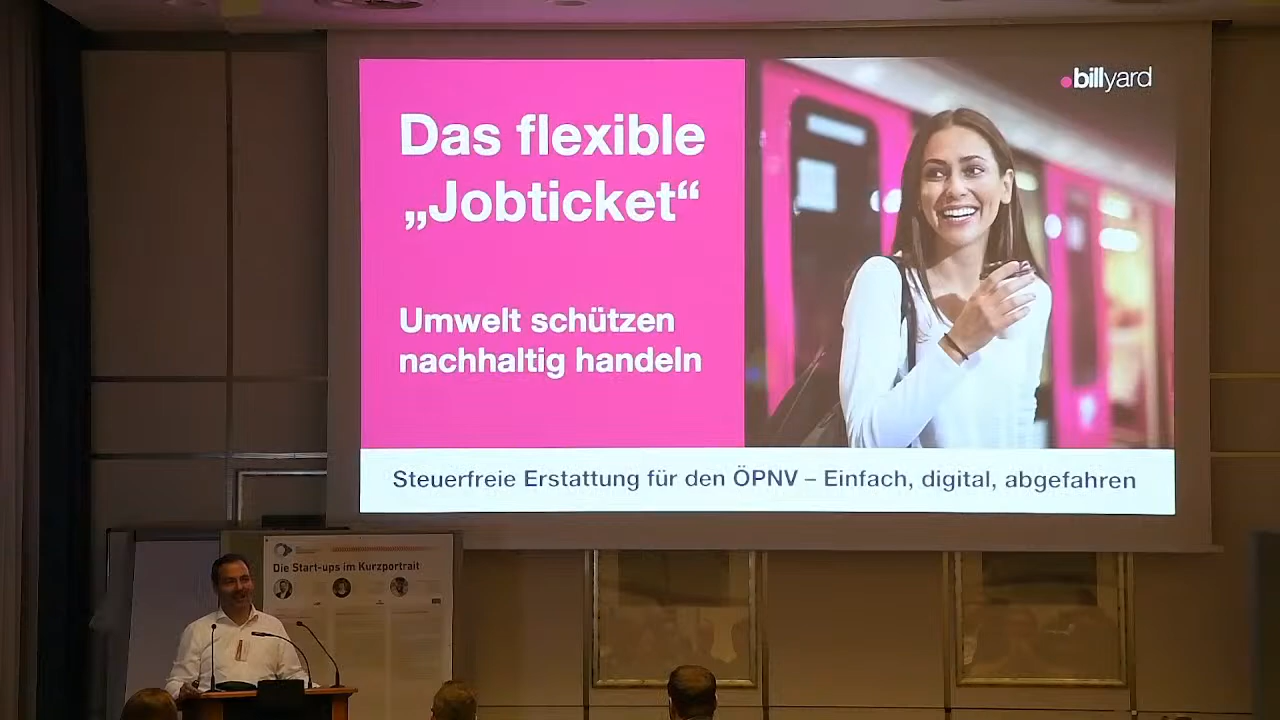 billyard
Das flexible
„Jobticket“
Umwelt schützen
nachhaltig handeln
Steuerfreie Erstattung für den ÖPNV – Einfach, digital, abgefahren
Die Start-ups im Kurzportrait